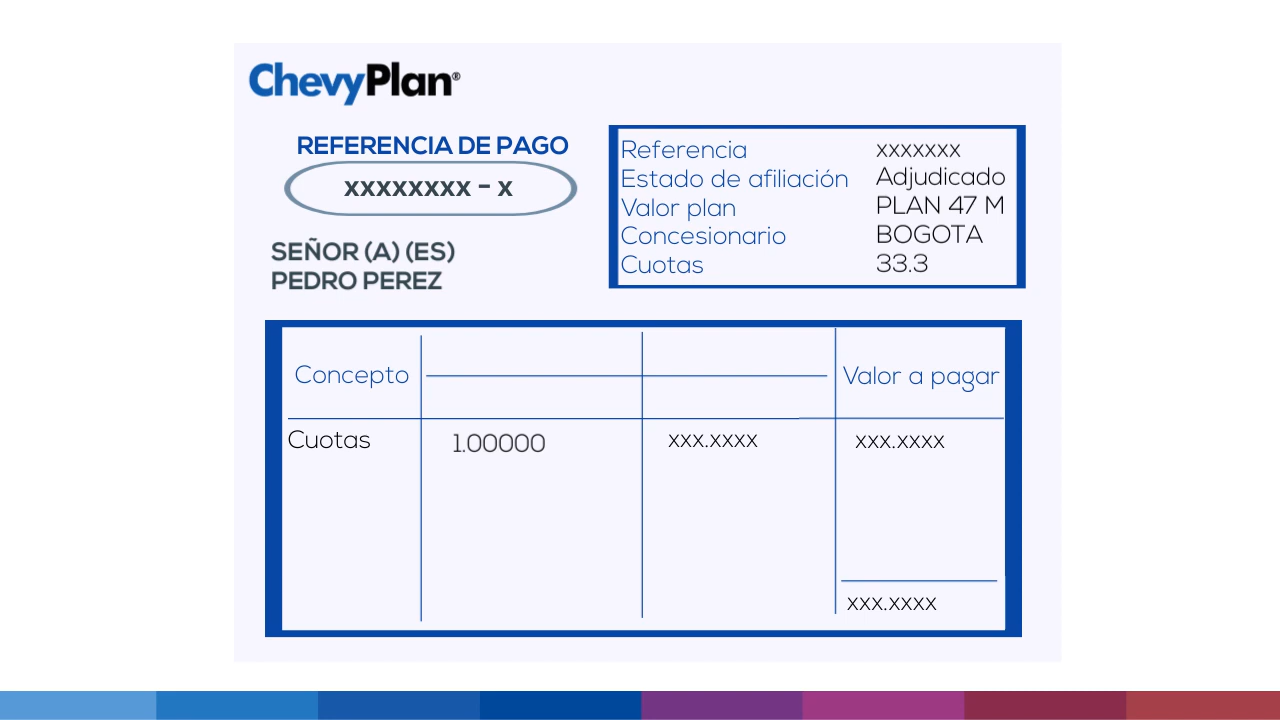 ChevyPlan®
REFERENCIA DE PAGO
xxxxxxxx - x
SEÑOR (A) (ES)
PEDRO PEREZ
Referencia xxxxxxx
Estado de afiliación Adjudicado
Valor plan PLAN 47 M
Concesionario BOGOTA
Cuotas 33.3
Concepto Valor a pagar
Cuotas 1.00000 xxx.xxxx xxx.xxxx
xxx.xxxx